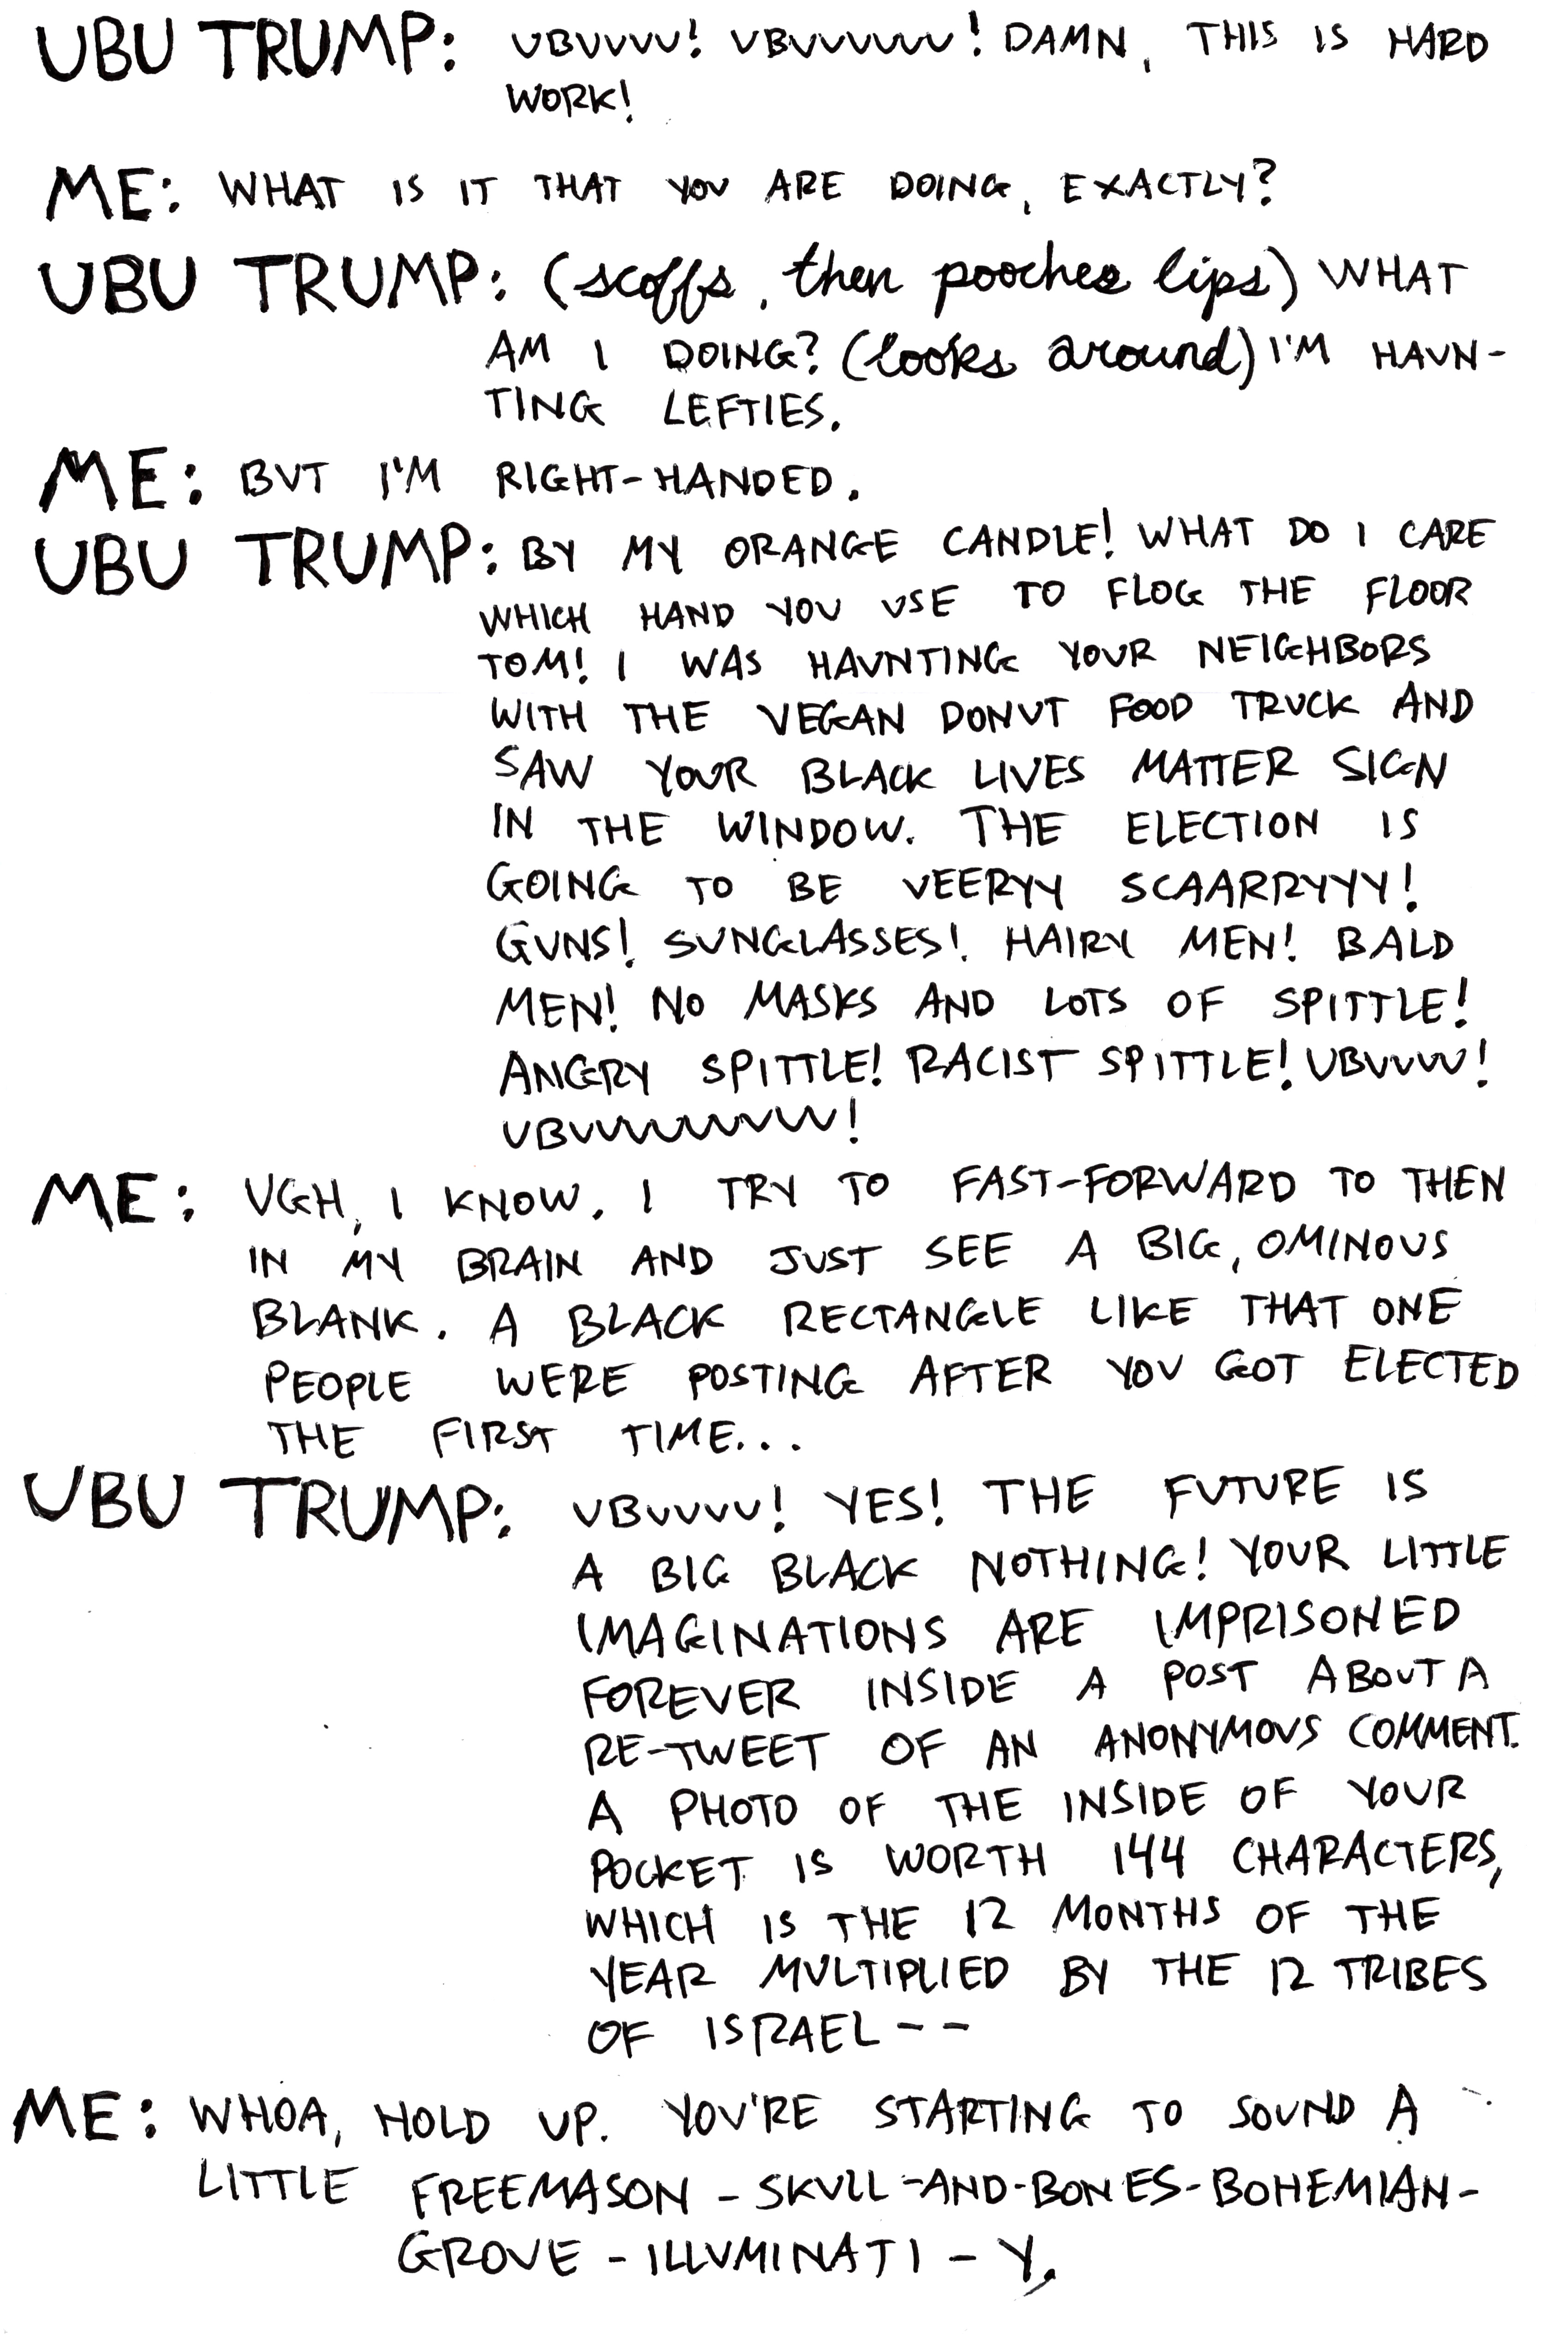 UBU TRUMP: UBUUUU! UBUUUUUU! DAMN, THIS IS HARD
WORK!
ME: WHAT IS IT THAT YOU ARE DOING, EXACTLY?
UBU TRUMP: (scoffs, then pooches lips) WHAT
AM I DOING? (looks around) I'M HAUN-
TING LEFTIES.
ME: BUT I'M RIGHT-HANDED.
UBU TRUMP: BY MY ORANGE CANDLE! WHAT DO I CARE
WHICH HAND YOU USE TO FLOG THE FLOOR
TOM! I WAS HAUNTING YOUR NEIGHBORS
WITH THE VEGAN DONUT FOOD TRUCK AND
SAW YOUR BLACK LIVES MATTER SIGN
IN THE WINDOW. THE ELECTION IS
GOING TO BE VEERYY SCAARRYYY!
GUNS! SUNGLASSES! HAIRY MEN! BALD
MEN! NO MASKS AND LOTS OF SPITTLE!
ANGRY SPITTLE! RACIST SPITTLE! UBUUUU!
UBUUUUUUUUU!
ME: UGH, I KNOW. I TRY TO FAST-FORWARD TO THEN
IN MY BRAIN AND JUST SEE A BIG, OMINOUS
BLANK. A BLACK RECTANGLE LIKE THAT ONE
PEOPLE WERE POSTING AFTER YOU GOT ELECTED
THE FIRST TIME...
UBU TRUMP: UBUUUU! YES! THE FUTURE IS
A BIG BLACK NOTHING! YOUR LITTLE
IMAGINATIONS ARE IMPRISONED
FOREVER INSIDE A POST ABOUT A
RE-TWEET OF AN ANONYMOUS COMMENT.
A PHOTO OF THE INSIDE OF YOUR
POCKET IS WORTH 144 CHARACTERS,
WHICH IS THE 12 MONTHS OF THE
YEAR MULTIPLIED BY THE 12 TRIBES
OF ISRAEL--
ME: WHOA, HOLD UP. YOU'RE STARTING TO SOUND A
LITTLE FREEMASON-SKULL-AND-BONES-BOHEMIAN-
GROVE-ILLUMINATI-Y.